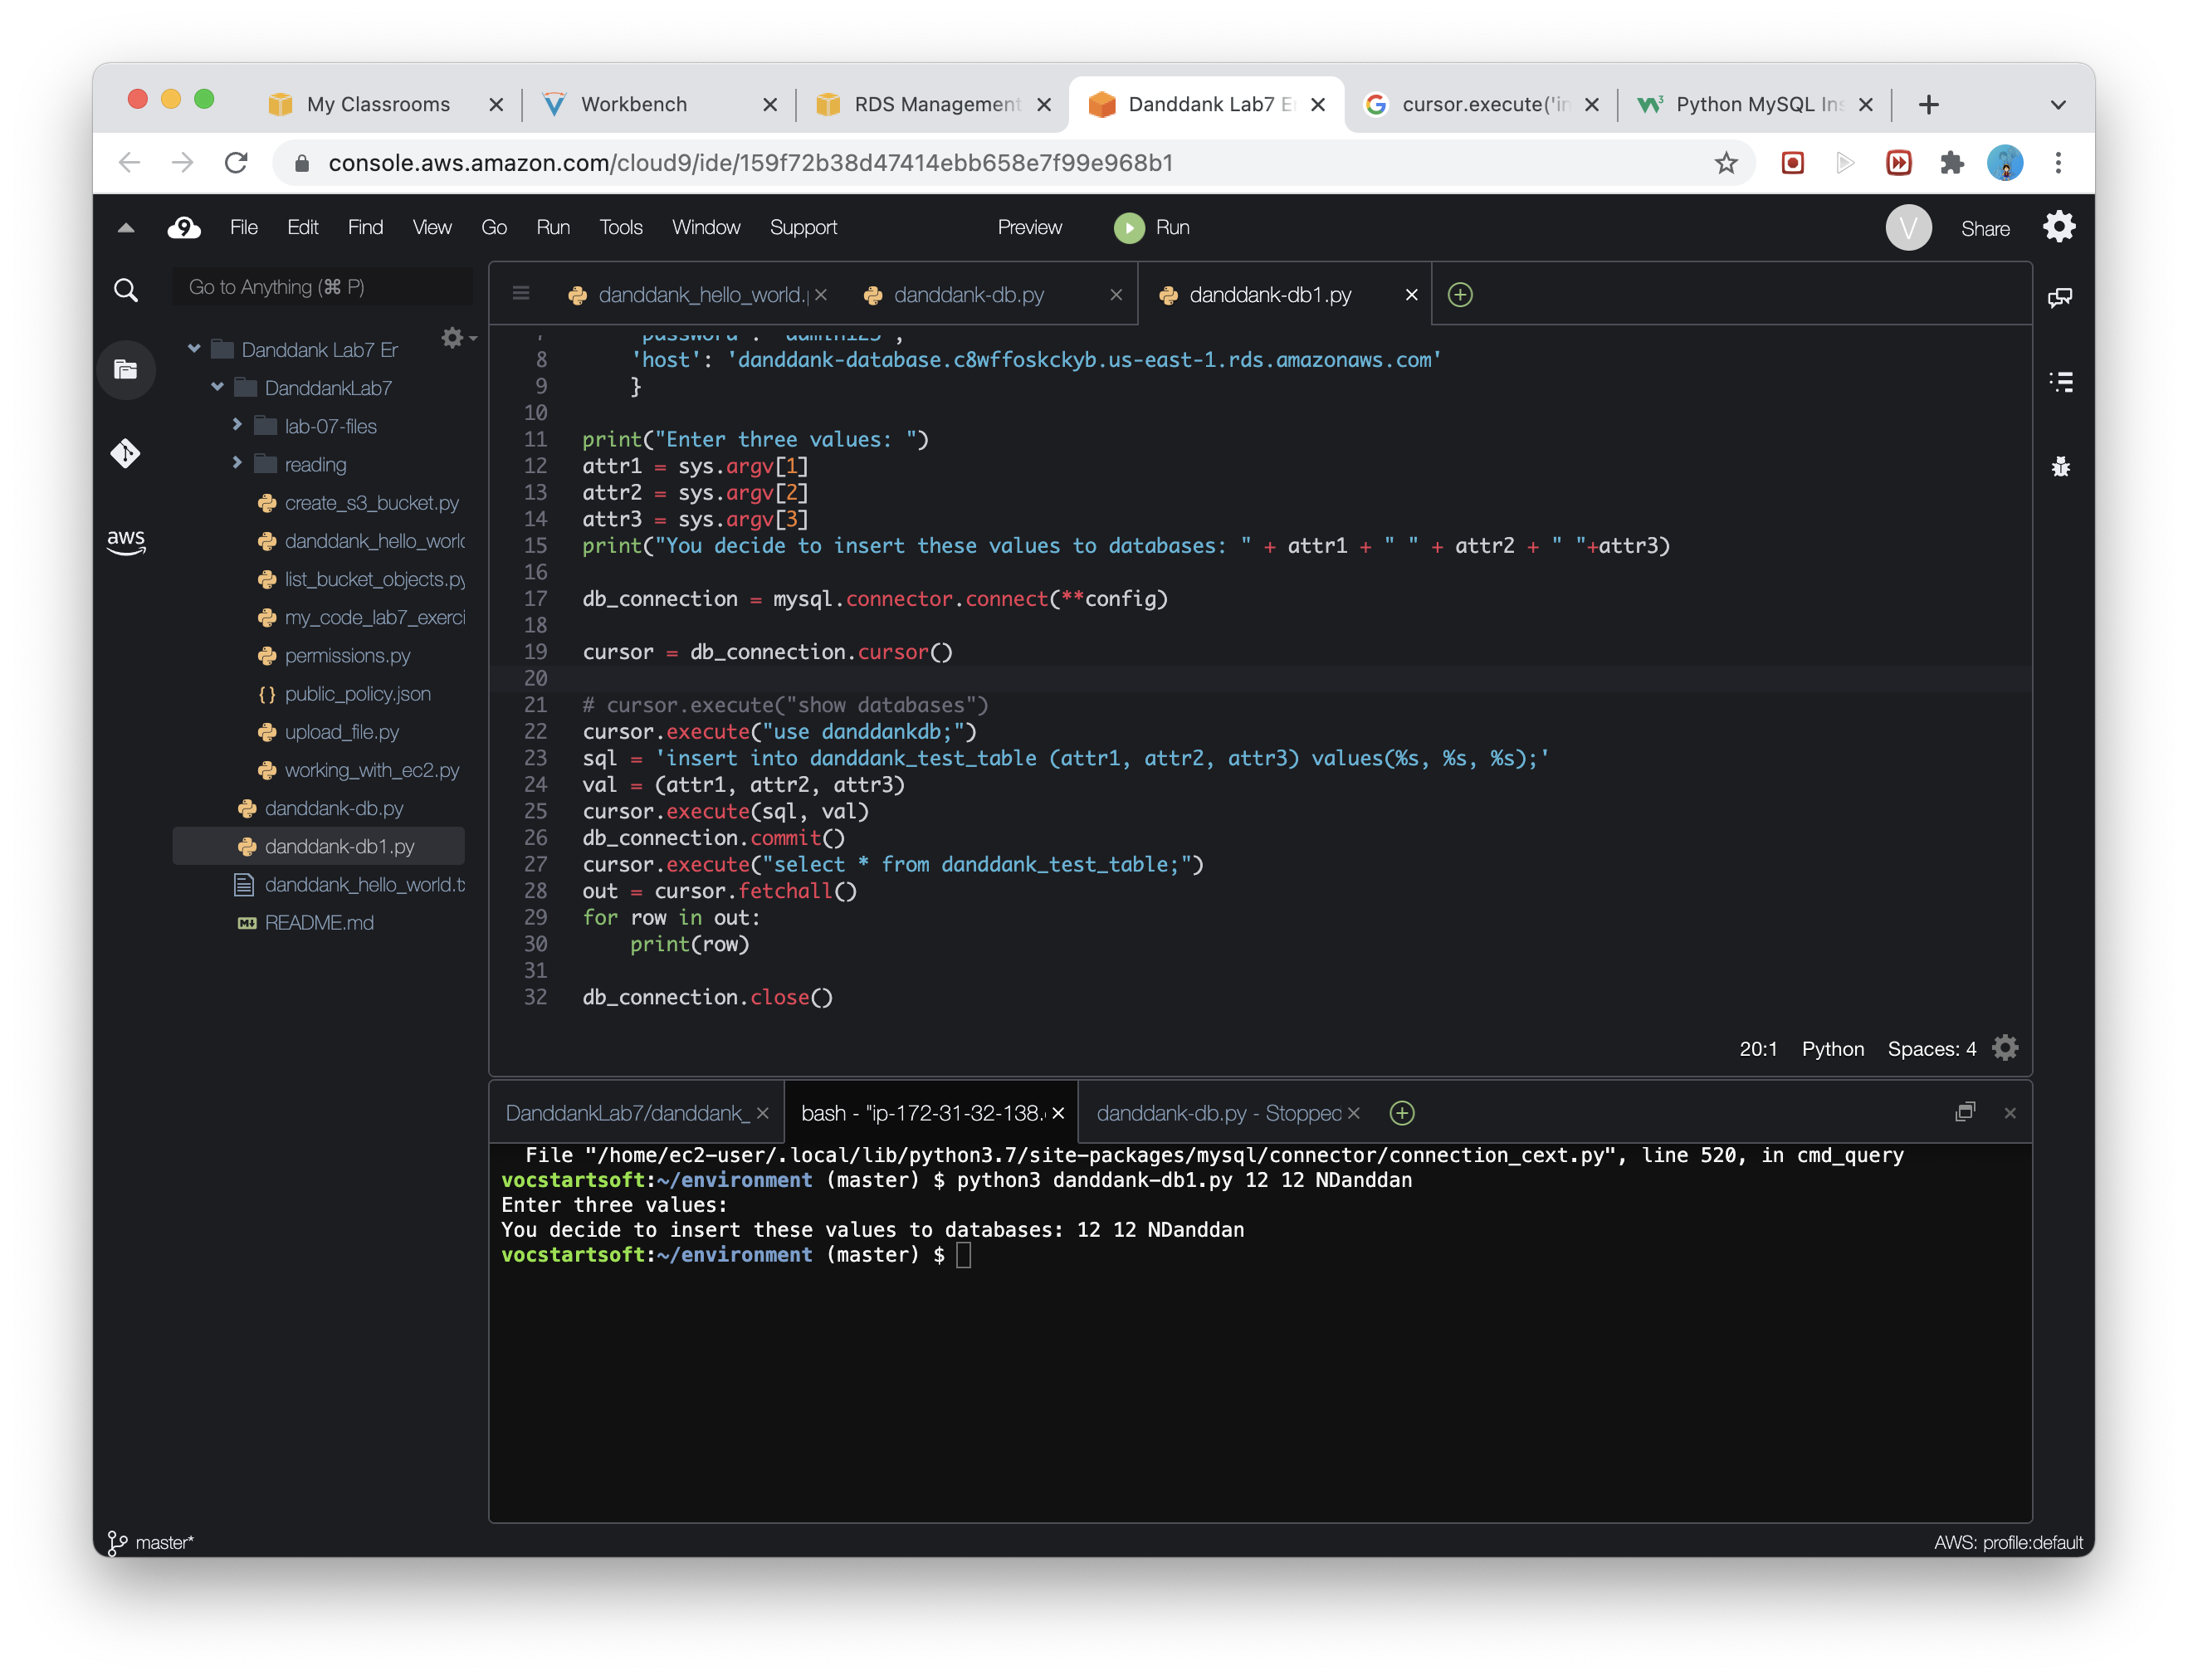 My Classrooms
Workbench
RDS Management
Danddank Lab7 E
cursor.execute('in
Python MySQL Ins
console.aws.amazon.com/cloud9/ide/159f72b38d47414ebb658e7f99e968b1
9 File Edit Find View Go Run Tools Window Support Preview Run V Share
Go to Anything (⌘ P)
Danddank Lab7 Er
DanddankLab7
lab-07-files
reading
create_s3_bucket.py
danddank_hello_worl
list_bucket_objects.py
my_code_lab7_exerci
permissions.py
{} public_policy.json
upload_file.py
working_with_ec2.py
danddank-db.py
danddank-db1.py
danddank_hello_world.t
README.md
aws
danddank_hello_world.
danddank-db.py
danddank-db1.py
8 'host': 'danddank-database.c8wffoskckyb.us-east-1.rds.amazonaws.com'
9 }
10
11 print("Enter three values: ")
12 attr1 = sys.argv[1]
13 attr2 = sys.argv[2]
14 attr3 = sys.argv[3]
15 print("You decide to insert these values to databases: " + attr1 + " " + attr2 + " "+attr3)
16
17 db_connection = mysql.connector.connect(**config)
18
19 cursor = db_connection.cursor()
20
21 # cursor.execute("show databases")
22 cursor.execute("use danddankdb;")
23 sql = 'insert into danddank_test_table (attr1, attr2, attr3) values(%s, %s, %s);'
24 val = (attr1, attr2, attr3)
25 cursor.execute(sql, val)
26 db_connection.commit()
27 cursor.execute("select * from danddank_test_table;")
28 out = cursor.fetchall()
29 for row in out:
30 print(row)
31
32 db_connection.close()
20:1 Python Spaces: 4
DanddankLab7/danddank_
bash - "ip-172-31-32-138.
danddank-db.py - Stopped
File "/home/ec2-user/.local/lib/python3.7/site-packages/mysql/connector/connection_cext.py", line 520, in cmd_query
vocstartsoft:~/environment (master) $ python3 danddank-db1.py 12 12 NDanddan
Enter three values:
You decide to insert these values to databases: 12 12 NDanddan
vocstartsoft:~/environment (master) $
master*
AWS: profile:default